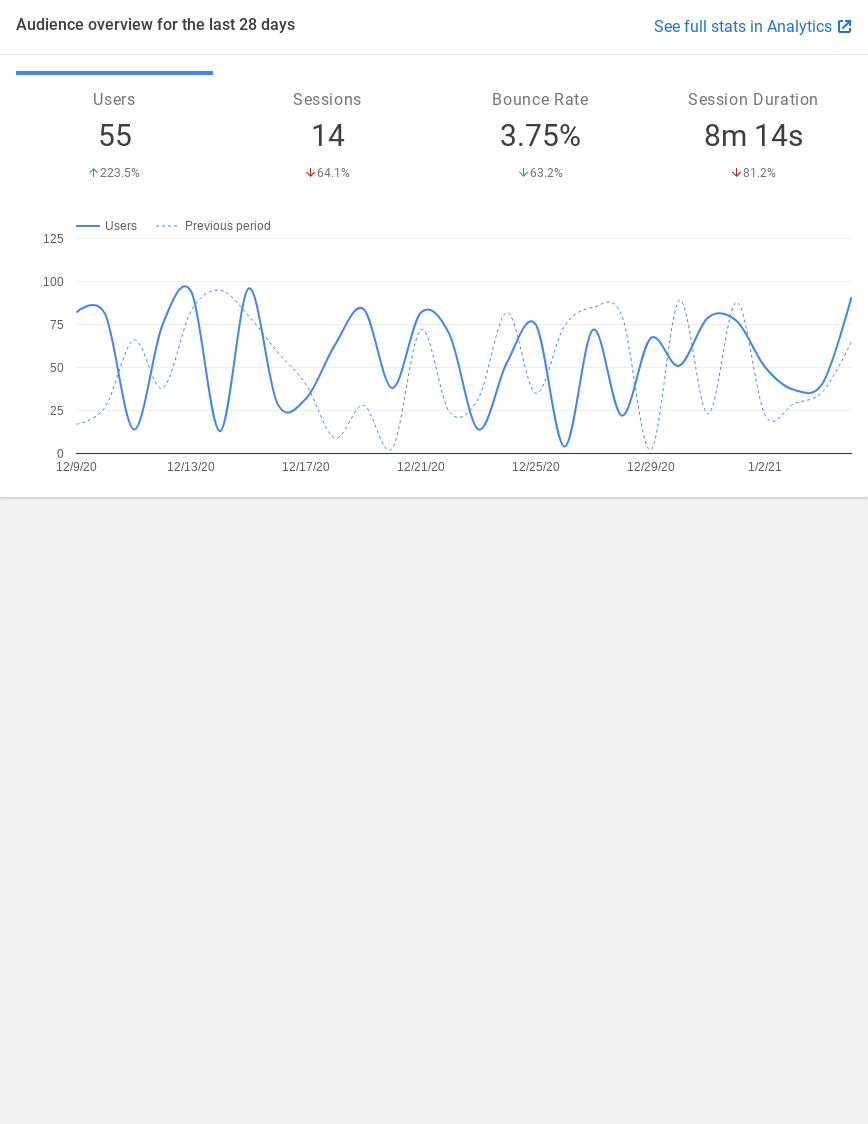 Audience overview for the last 28 days
See full stats in Analytics
Users
Sessions
Bounce Rate
Session Duration
55
14
3.75%
8m 14s
223.5%
64.1%
63.2%
81.2%
Users
Previous period
125
100
75
50
25
0
12/9/20
12/13/20
12/17/20
12/21/20
12/25/20
12/29/20
1/2/21